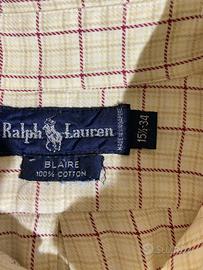 Ralph Lauren
15½-34
BLAIRE
100% COTTON